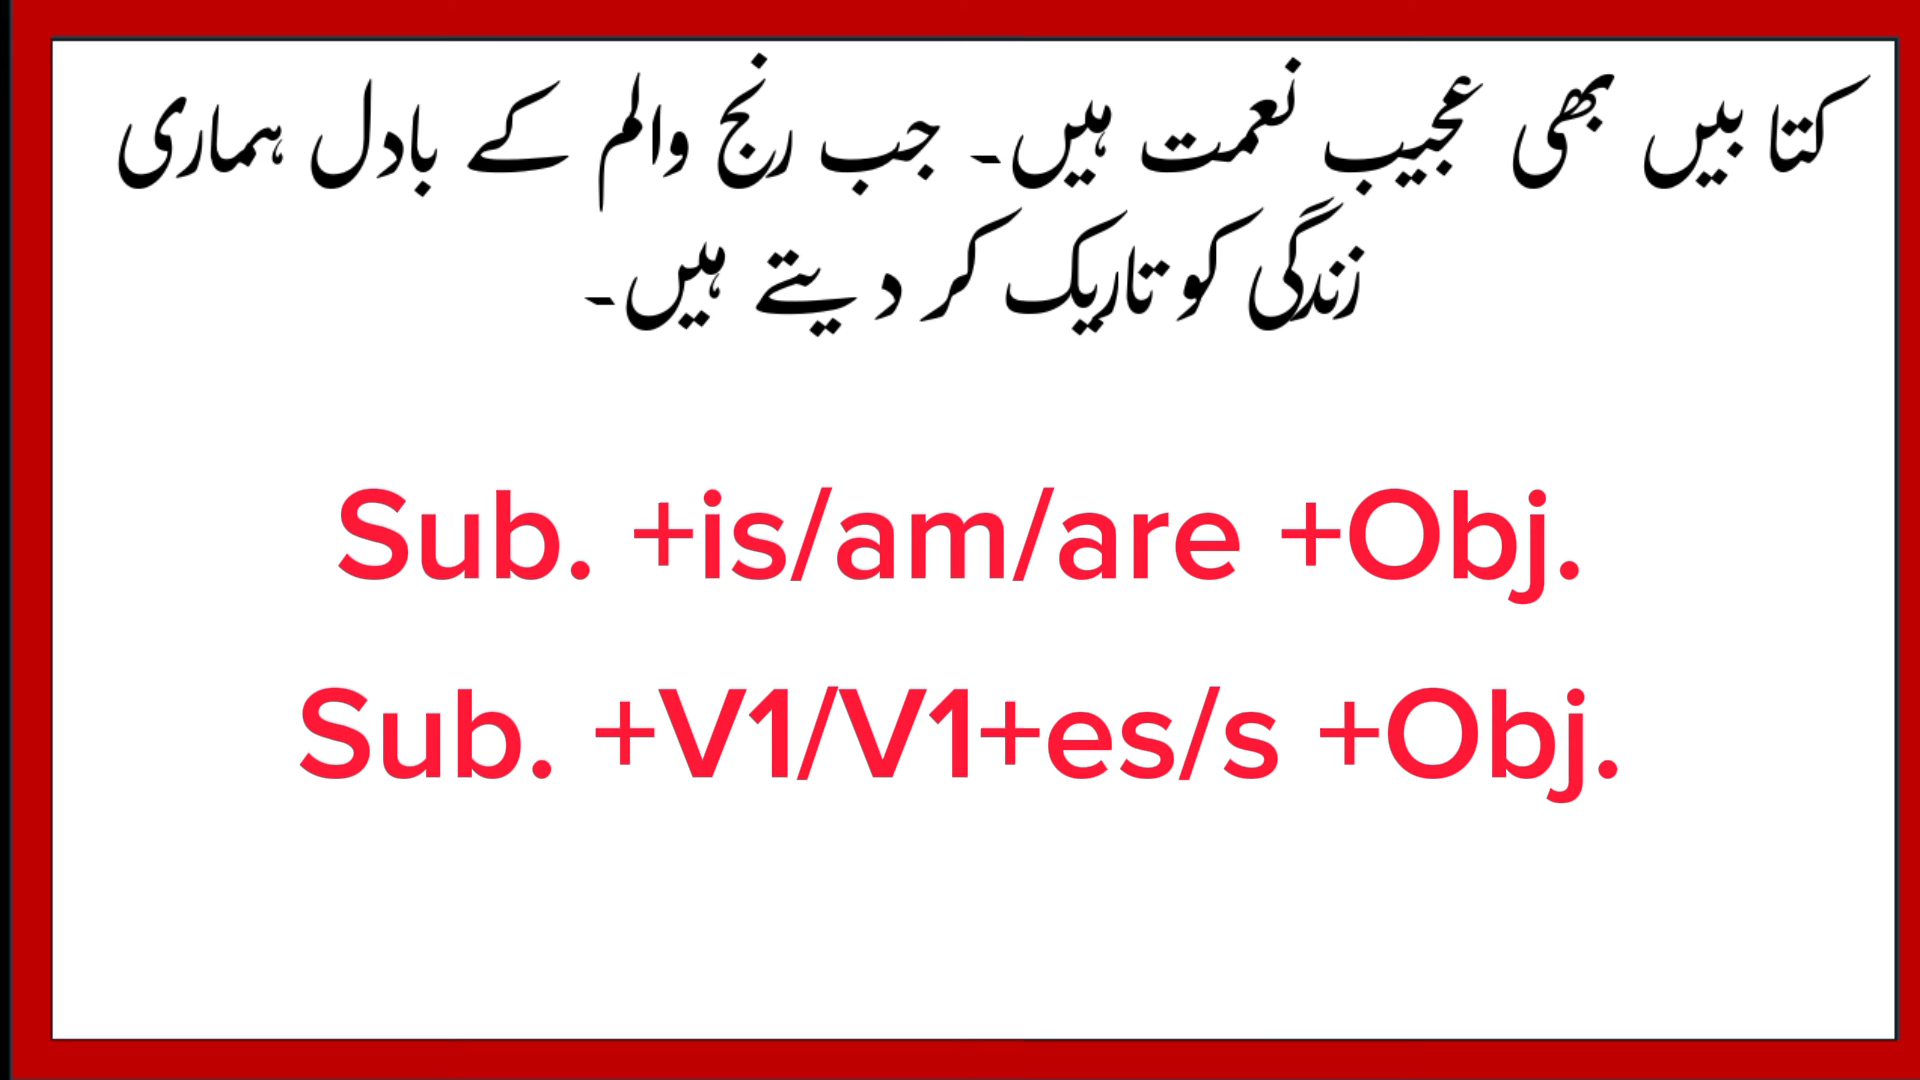 کتابیں بھی عجیب نعمت ہیں۔ جب رنج والم کے بادل ہماری
زندگی کو تاریک کر دیتے ہیں۔
Sub. +is/am/are +Obj.
Sub. +V1/V1+es/s +Obj.